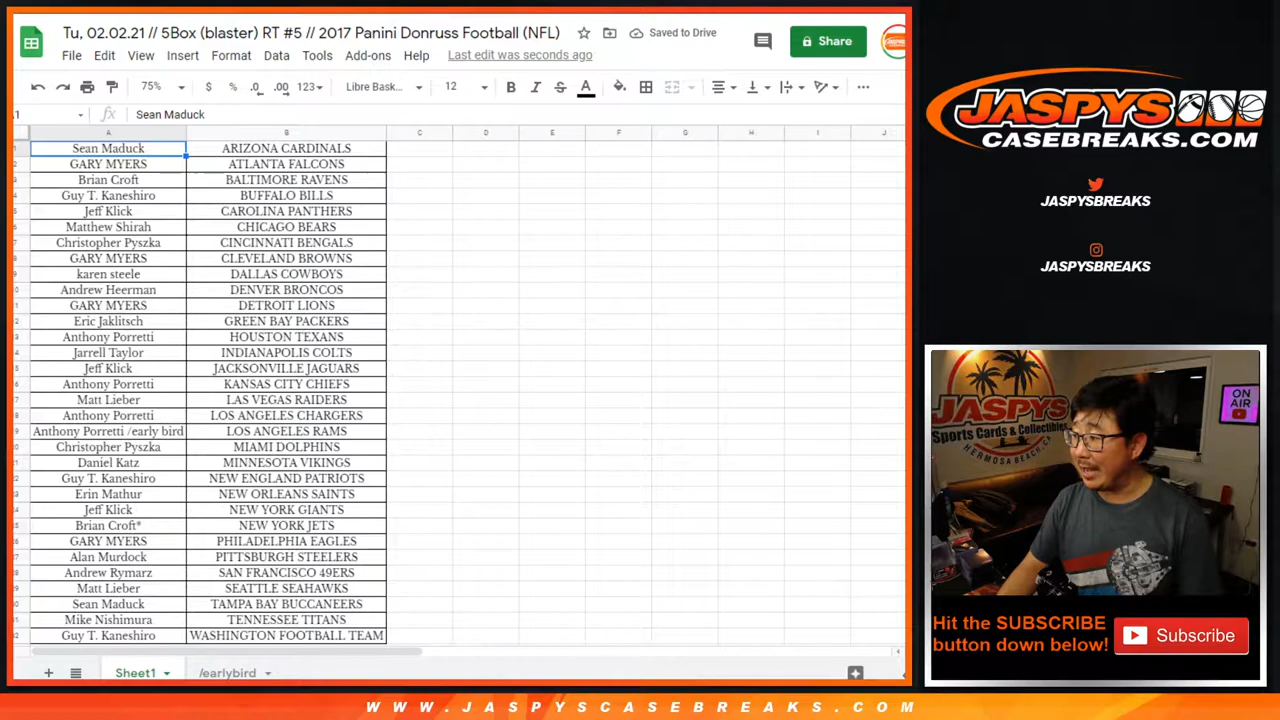 Tu, 02.02.21 // 5Box (blaster) RT #5 // 2017 Panini Donruss Football (NFL)
Saved to Drive
Share
File Edit View Insert Format Data Tools Add-ons Help Last edit was seconds ago
75% $ % .0 .00 123 Libre Bask... 12 B I S A
fx Sean Maduck
A B C D E F G H I J
Sean Maduck ARIZONA CARDINALS
GARY MYERS ATLANTA FALCONS
Brian Croft BALTIMORE RAVENS
Guy T. Kaneshiro BUFFALO BILLS
Jeff Klick CAROLINA PANTHERS
Matthew Shirah CHICAGO BEARS
Christopher Pyszka CINCINNATI BENGALS
GARY MYERS CLEVELAND BROWNS
karen steele DALLAS COWBOYS
Andrew Heerman DENVER BRONCOS
GARY MYERS DETROIT LIONS
Eric Jaklitsch GREEN BAY PACKERS
Anthony Porretti HOUSTON TEXANS
Jarrell Taylor INDIANAPOLIS COLTS
Jeff Klick JACKSONVILLE JAGUARS
Anthony Porretti KANSAS CITY CHIEFS
Matt Lieber LAS VEGAS RAIDERS
Anthony Porretti LOS ANGELES CHARGERS
Anthony Porretti /early bird LOS ANGELES RAMS
Christopher Pyszka MIAMI DOLPHINS
Daniel Katz MINNESOTA VIKINGS
Guy T. Kaneshiro NEW ENGLAND PATRIOTS
Erin Mathur NEW ORLEANS SAINTS
Jeff Klick NEW YORK GIANTS
Brian Croft* NEW YORK JETS
GARY MYERS PHILADELPHIA EAGLES
Alan Murdock PITTSBURGH STEELERS
Andrew Rymarz SAN FRANCISCO 49ERS
Matt Lieber SEATTLE SEAHAWKS
Sean Maduck TAMPA BAY BUCCANEERS
Mike Nishimura TENNESSEE TITANS
Guy T. Kaneshiro WASHINGTON FOOTBALL TEAM
Sheet1 /earlybird
JASPYS
CASEBREAKS.COM
JASPYSBREAKS
JASPYSBREAKS
JASPYS
Sports Cards & Collectibles
HERMOSA BEACH, CA
ON AIR
Hit the SUBSCRIBE
button down below!
Subscribe
WWW.JASPYSCASEBREAKS.COM